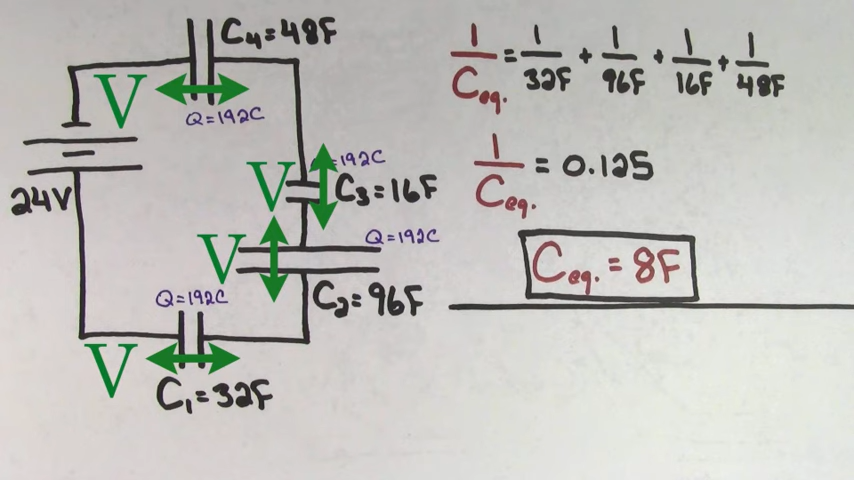 C₄=48F
V
Q=192C
24V
V
=192C
C₃=16F
V
Q=192C
C₂=96F
Q=192C
V
C₁=32F
1/Ceq. = 1/32F + 1/96F + 1/16F + 1/48F
1/Ceq. = 0.125
Ceq. = 8F